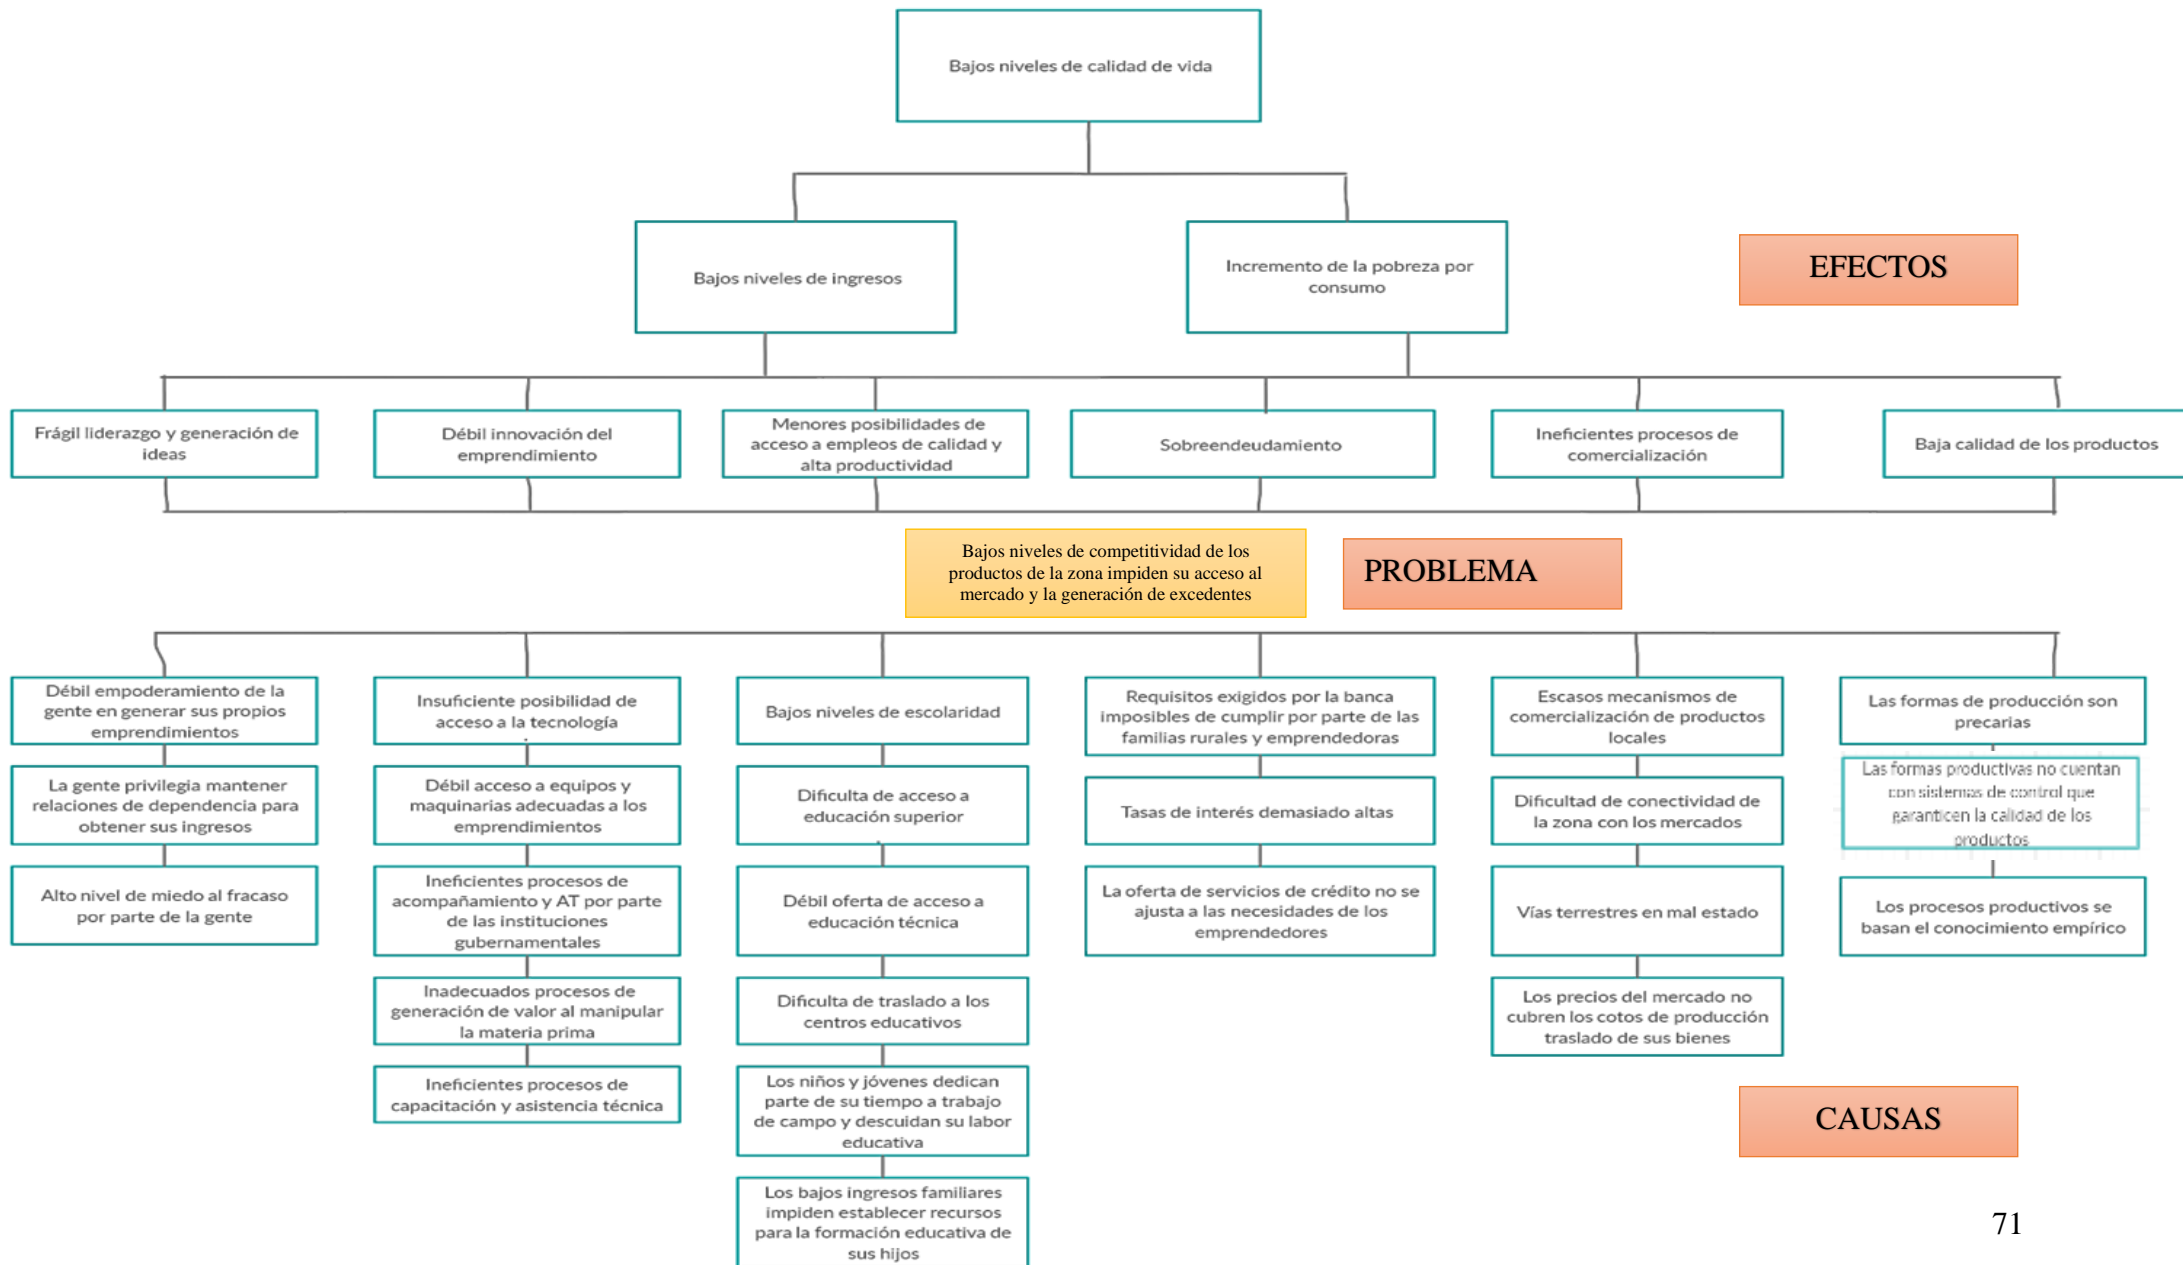 Bajos niveles de calidad de vida
Bajos niveles de ingresos
Incremento de la pobreza por
consumo
EFECTOS
Frágil liderazgo y generación de
ideas
Débil innovación del
emprendimiento
Menores posibilidades de
acceso a empleos de calidad y
alta productividad
Sobreendeudamiento
Ineficientes procesos de
comercialización
Baja calidad de los productos
Bajos niveles de competitividad de los
productos de la zona impiden su acceso al
mercado y la generación de excedentes
PROBLEMA
Débil empoderamiento de la
gente en generar sus propios
emprendimientos
La gente privilegia mantener
relaciones de dependencia para
obtener sus ingresos
Alto nivel de miedo al fracaso
por parte de la gente
Insuficiente posibilidad de
acceso a la tecnología
.
Débil acceso a equipos y
maquinarias adecuadas a los
emprendimientos
Ineficientes procesos de
acompañamiento y AT por parte
de las instituciones
gubernamentales
Inadecuados procesos de
generación de valor al manipular
la materia prima
Ineficientes procesos de
capacitación y asistencia técnica
Bajos niveles de escolaridad
Dificulta de acceso a
educación superior
Débil oferta de acceso a
educación técnica
Dificulta de traslado a los
centros educativos
Los niños y jóvenes dedican
parte de su tiempo a trabajo
de campo y descuidan su labor
educativa
Los bajos ingresos familiares
impiden establecer recursos
para la formación educativa de
sus hijos
Requisitos exigidos por la banca
imposibles de cumplir por parte de las
familias rurales y emprendedoras
Tasas de interés demasiado altas
La oferta de servicios de crédito no se
ajusta a las necesidades de los
emprendedores
Escasos mecanismos de
comercialización de productos
locales
Dificultad de conectividad de
la zona con los mercados
Vías terrestres en mal estado
Los precios del mercado no
cubren los cotos de producción
traslado de sus bienes
Las formas de producción son
precarias
Las formas productivas no cuentan
con sistemas de control que
garanticen la calidad de los
productos
Los procesos productivos se
basan el conocimiento empírico
CAUSAS
71